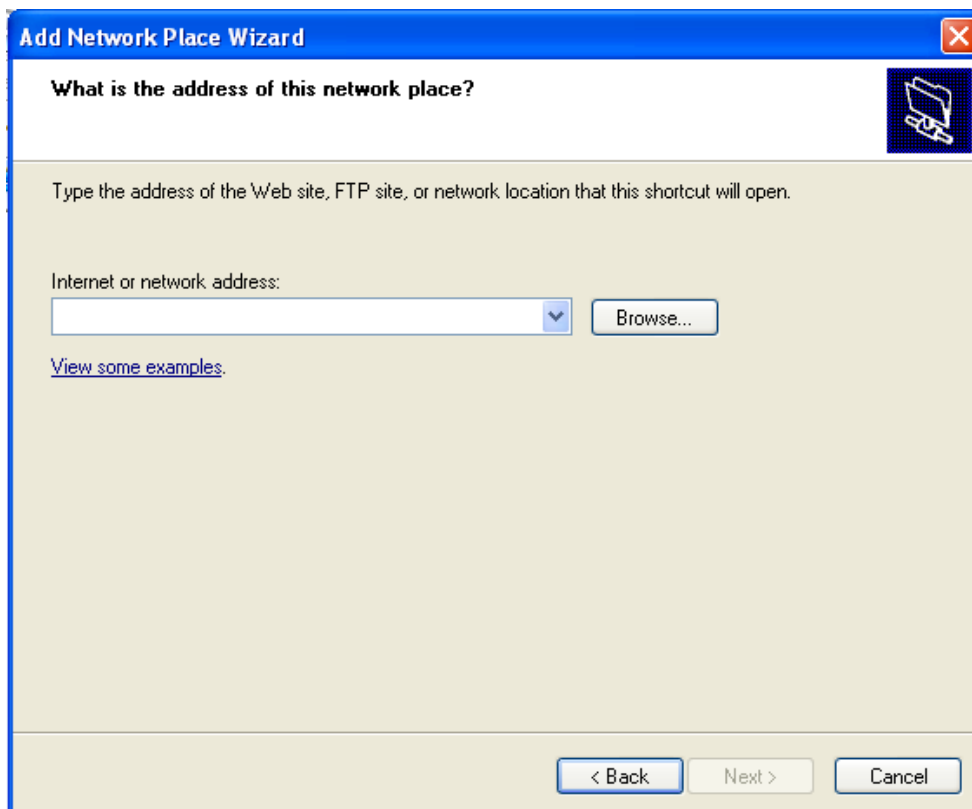 Add Network Place Wizard
What is the address of this network place?
Type the address of the Web site, FTP site, or network location that this shortcut will open.
Internet or network address:
Browse...
View some examples.
< Back
Next >
Cancel